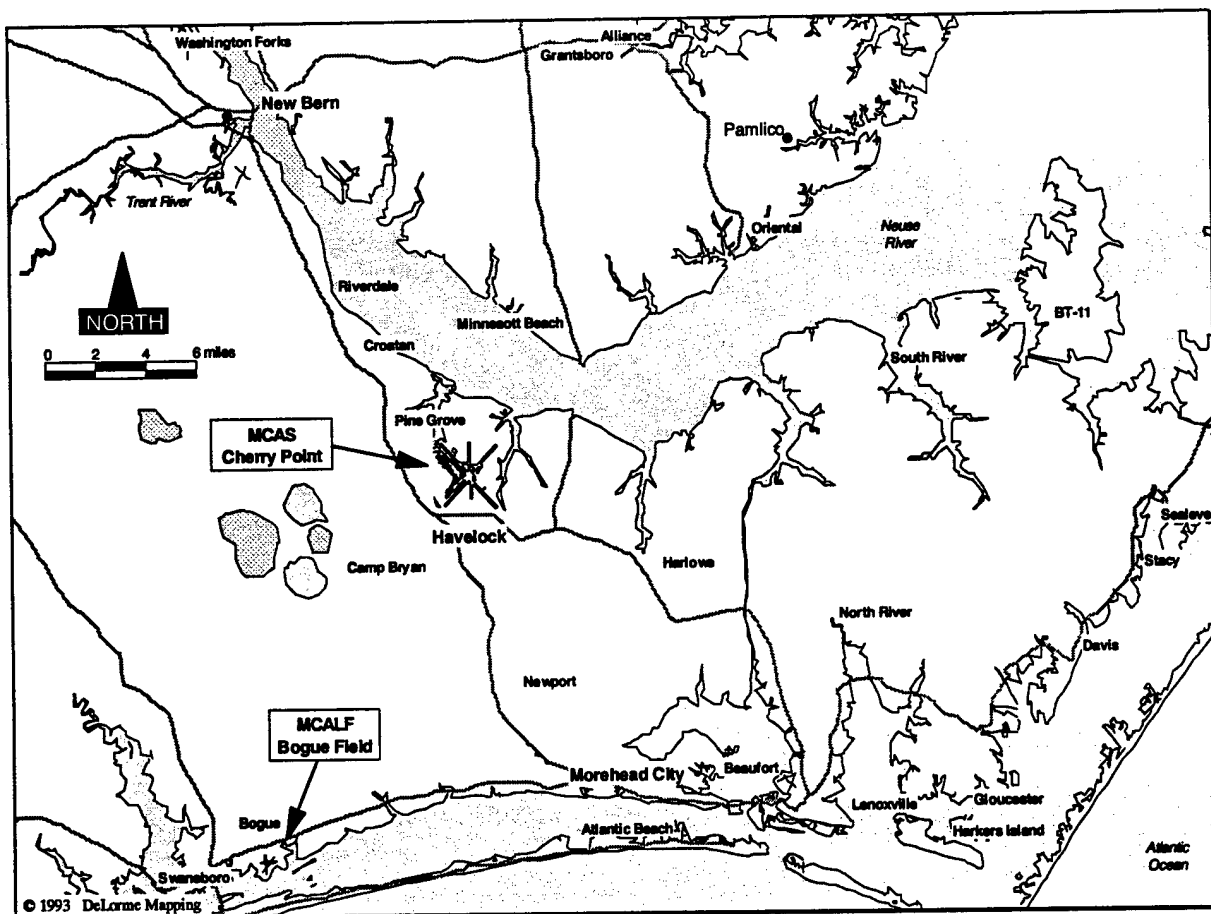 Washington Forks
Alliance
Grantsboro
New Bern
Pamlico
Trent River
Oriental
Neuse
River
Riverdale
BT-11
NORTH
Minnesott Beach
Croatan
South River
0 2 4 6 miles
Pine Grove
MCAS
Cherry Point
Havelock
Sealeve
Stacy
Camp Bryan
Harlowe
North River
Davis
Newport
MCALF
Bogue Field
Morehead City
Beaufort
Lenoxville
Gloucester
Bogue
Atlantic Beach
Harkers Island
Atlantic
Ocean
Swansboro
© 1993 DeLorme Mapping